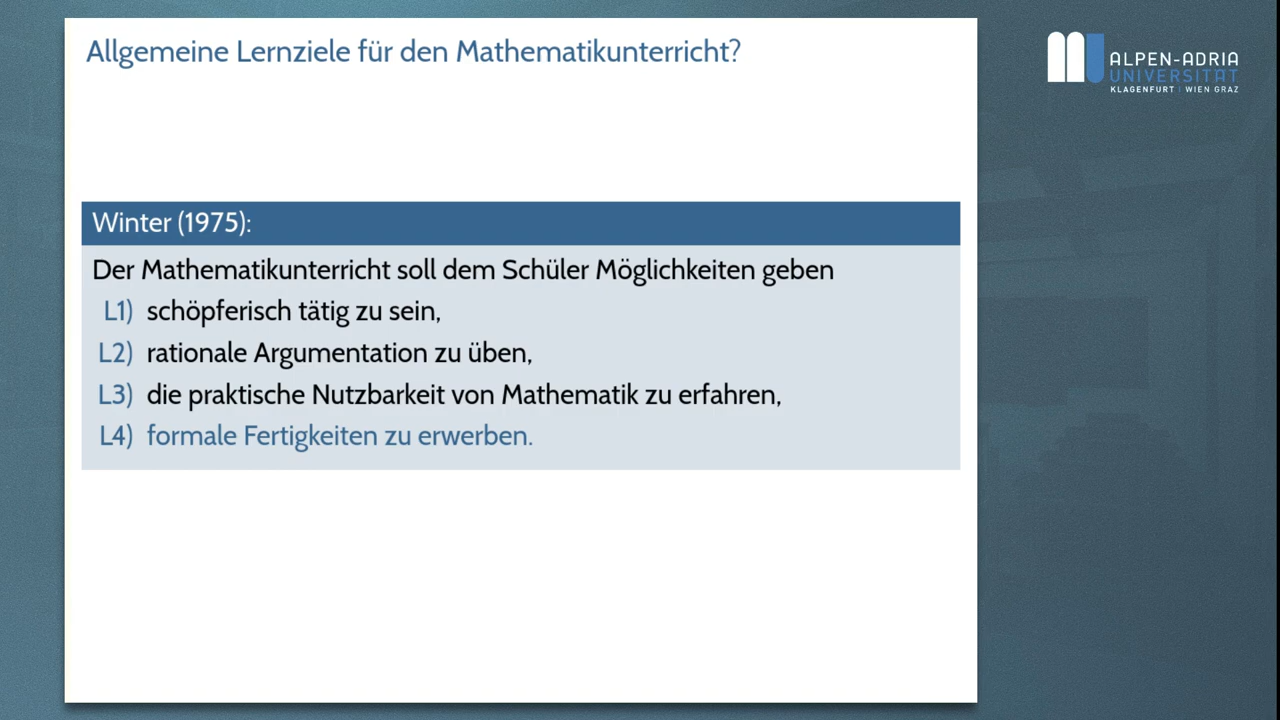 Allgemeine Lernziele für den Mathematikunterricht?
ALPEN-ADRIA
UNIVERSITÄT
KLAGENFURT | WIEN GRAZ
Winter (1975):
Der Mathematikunterricht soll dem Schüler Möglichkeiten geben
L1) schöpferisch tätig zu sein,
L2) rationale Argumentation zu üben,
L3) die praktische Nutzbarkeit von Mathematik zu erfahren,
L4) formale Fertigkeiten zu erwerben.